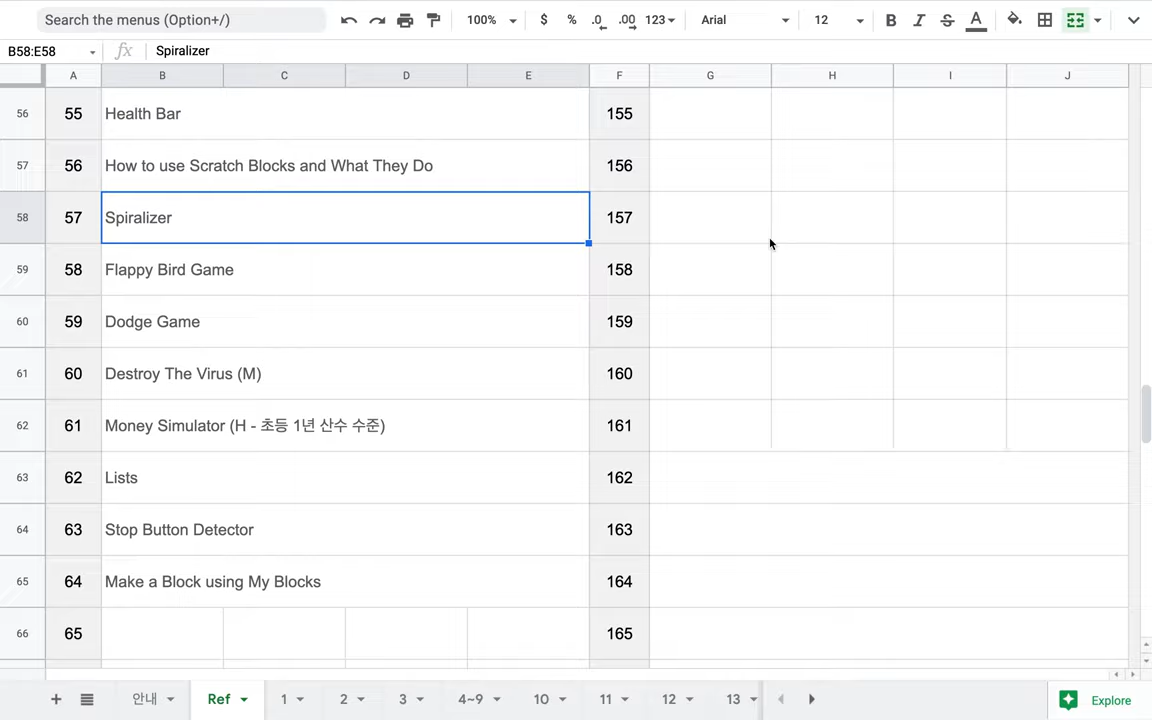 Search the menus (Option+/) 100% $ % .0 .00 123 Arial 12 B I S A
B58:E58 fx Spiralizer
A B C D E F G H I J
56 55 Health Bar 155
57 56 How to use Scratch Blocks and What They Do 156
58 57 Spiralizer 157
59 58 Flappy Bird Game 158
60 59 Dodge Game 159
61 60 Destroy The Virus (M) 160
62 61 Money Simulator (H - 초등 1년 산수 수준) 161
63 62 Lists 162
64 63 Stop Button Detector 163
65 64 Make a Block using My Blocks 164
66 65 165
+ 안내 Ref 1 2 3 4~9 10 11 12 13 Explore